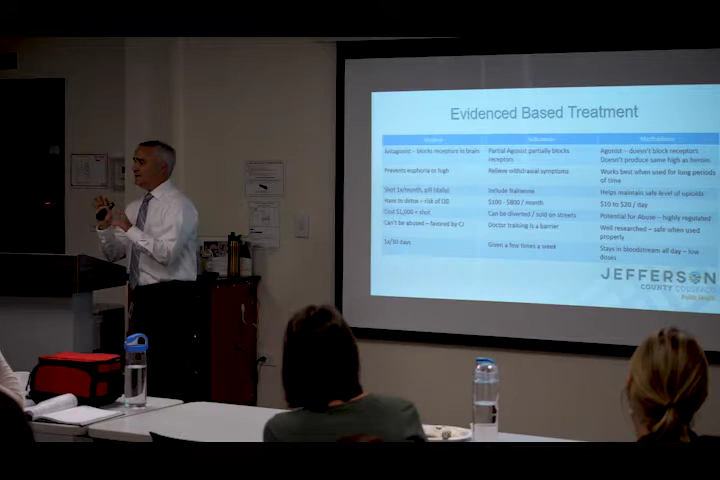 Evidenced Based Treatment
Methadone
Antagonist – blocks receptors in brain
Partial Agonist partially blocks receptors
Agonist – doesn't block receptors
Doesn't produce same high as heroin
Prevents euphoria or high
Relieve withdrawal symptoms
Works best when used for long periods of time
Shot 1x/month, pill (daily)
Include Naloxone
Helps maintain safe level of opioids
Have to detox – risk of OD
$100 - $800 / month
$10 to $20 / day
Cost $1,000 + shot
Can be diverted / sold on streets
Potential for Abuse – highly regulated
Can't be abused – favored by CJ
Doctor training is a barrier
Well researched – safe when used properly
1x/30 days
Given a few times a week
Stays in bloodstream all day – low doses
JEFFERSON
COUNTY COLORADO
Public Health